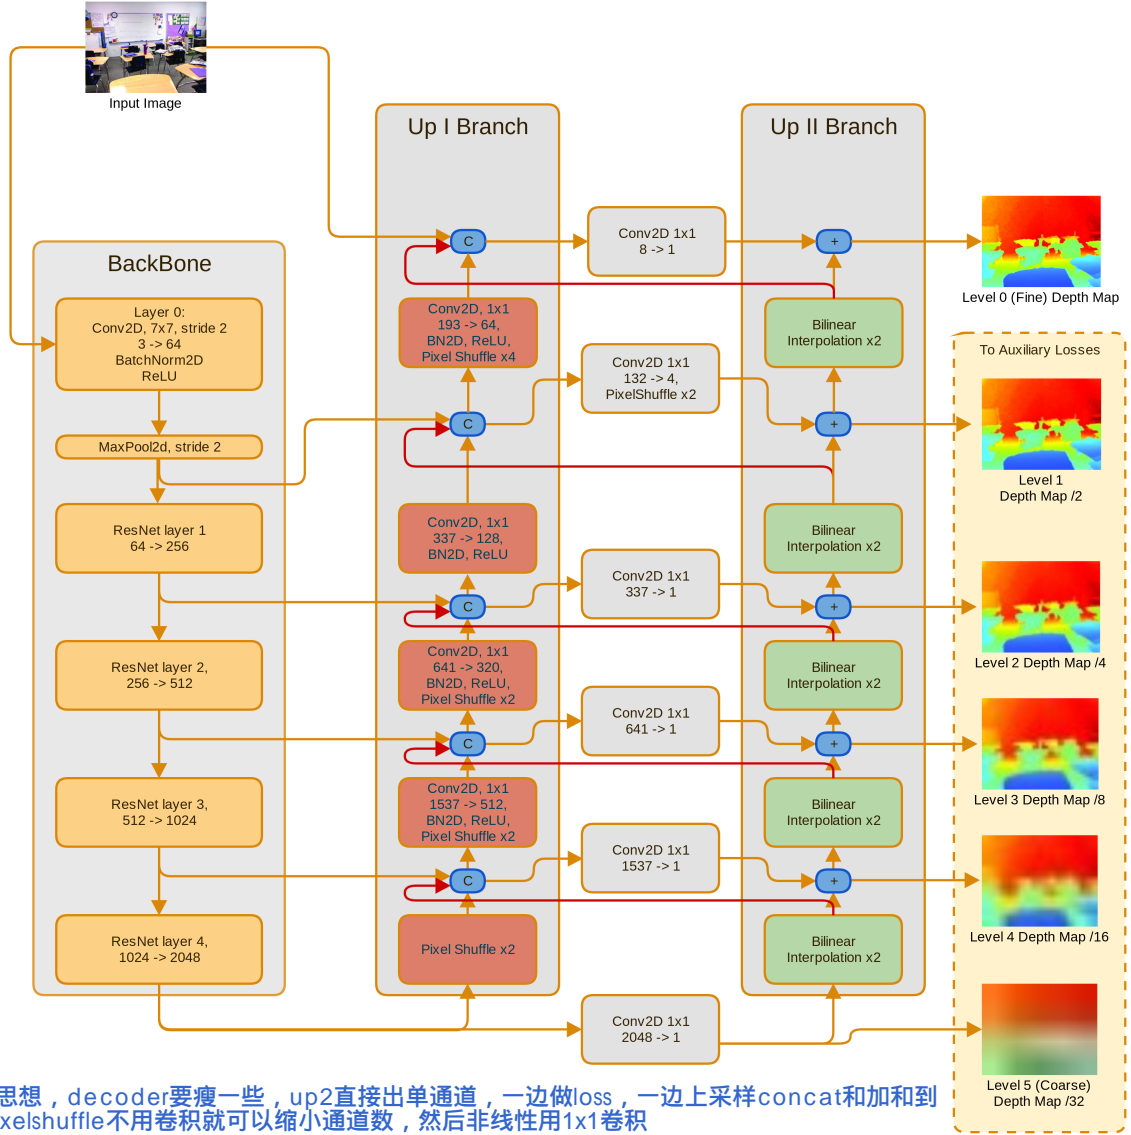 Input Image
BackBone
Layer 0:
Conv2D, 7x7, stride 2
3 -> 64
BatchNorm2D
ReLU
MaxPool2d, stride 2
ResNet layer 1
64 -> 256
ResNet layer 2,
256 -> 512
ResNet layer 3,
512 -> 1024
ResNet layer 4,
1024 -> 2048
Up I Branch
C
Conv2D, 1x1
193 -> 64,
BN2D, ReLU,
Pixel Shuffle x4
C
Conv2D, 1x1
337 -> 128,
BN2D, ReLU
C
Conv2D, 1x1
641 -> 320,
BN2D, ReLU,
Pixel Shuffle x2
C
Conv2D, 1x1
1537 -> 512,
BN2D, ReLU,
Pixel Shuffle x2
C
Pixel Shuffle x2
Conv2D 1x1
8 -> 1
Conv2D 1x1
132 -> 4,
PixelShuffle x2
Conv2D 1x1
337 -> 1
Conv2D 1x1
641 -> 1
Conv2D 1x1
1537 -> 1
Conv2D 1x1
2048 -> 1
Up II Branch
+
Bilinear
Interpolation x2
+
Bilinear
Interpolation x2
+
Bilinear
Interpolation x2
+
Bilinear
Interpolation x2
+
Bilinear
Interpolation x2
Level 0 (Fine) Depth Map
To Auxiliary Losses
Level 1
Depth Map /2
Level 2 Depth Map /4
Level 3 Depth Map /8
Level 4 Depth Map /16
Level 5 (Coarse)
Depth Map /32
思想，decoder要瘦一些，up2直接出单通道，一边做loss，一边上采样concat和加和到
xelshuffle不用卷积就可以缩小通道数，然后非线性用1x1卷积